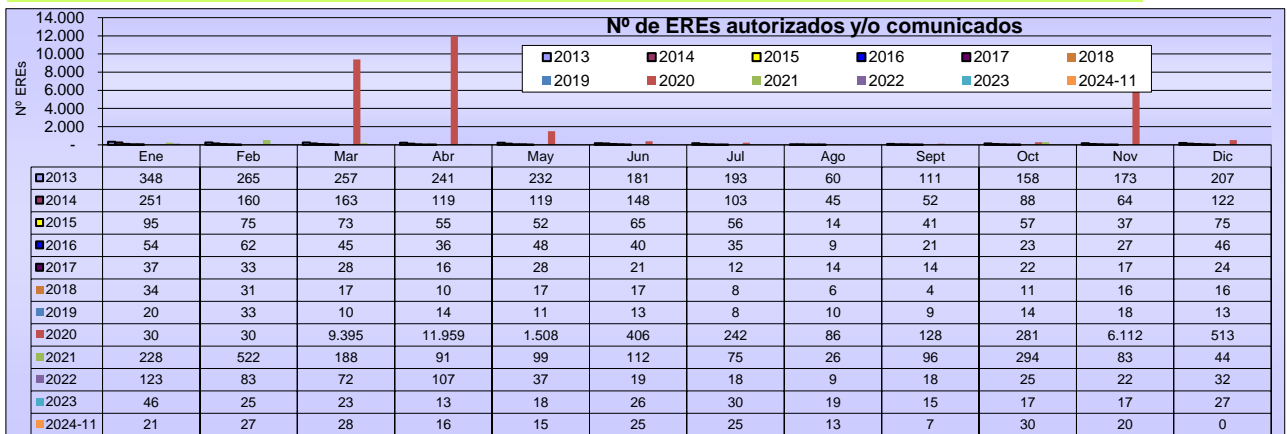 Nº de EREs autorizados y/o comunicados
Nº EREs
14.000
12.000
10.000
8.000
6.000
4.000
2.000
-
2013 2014 2015 2016 2017 2018
2019 2020 2021 2022 2023 2024-11
Ene Feb Mar Abr May Jun Jul Ago Sept Oct Nov Dic
2013 348 265 257 241 232 181 193 60 111 158 173 207
2014 251 160 163 119 119 148 103 45 52 88 64 122
2015 95 75 73 55 52 65 56 14 41 57 37 75
2016 54 62 45 36 48 40 35 9 21 23 27 46
2017 37 33 28 16 28 21 12 14 14 22 17 24
2018 34 31 17 10 17 17 8 6 4 11 16 16
2019 20 33 10 14 11 13 8 10 9 14 18 13
2020 30 30 9.395 11.959 1.508 406 242 86 128 281 6.112 513
2021 228 522 188 91 99 112 75 26 96 294 83 44
2022 123 83 72 107 37 19 18 9 18 25 22 32
2023 46 25 23 13 18 26 30 19 15 17 17 27
2024-11 21 27 28 16 15 25 25 13 7 30 20 0